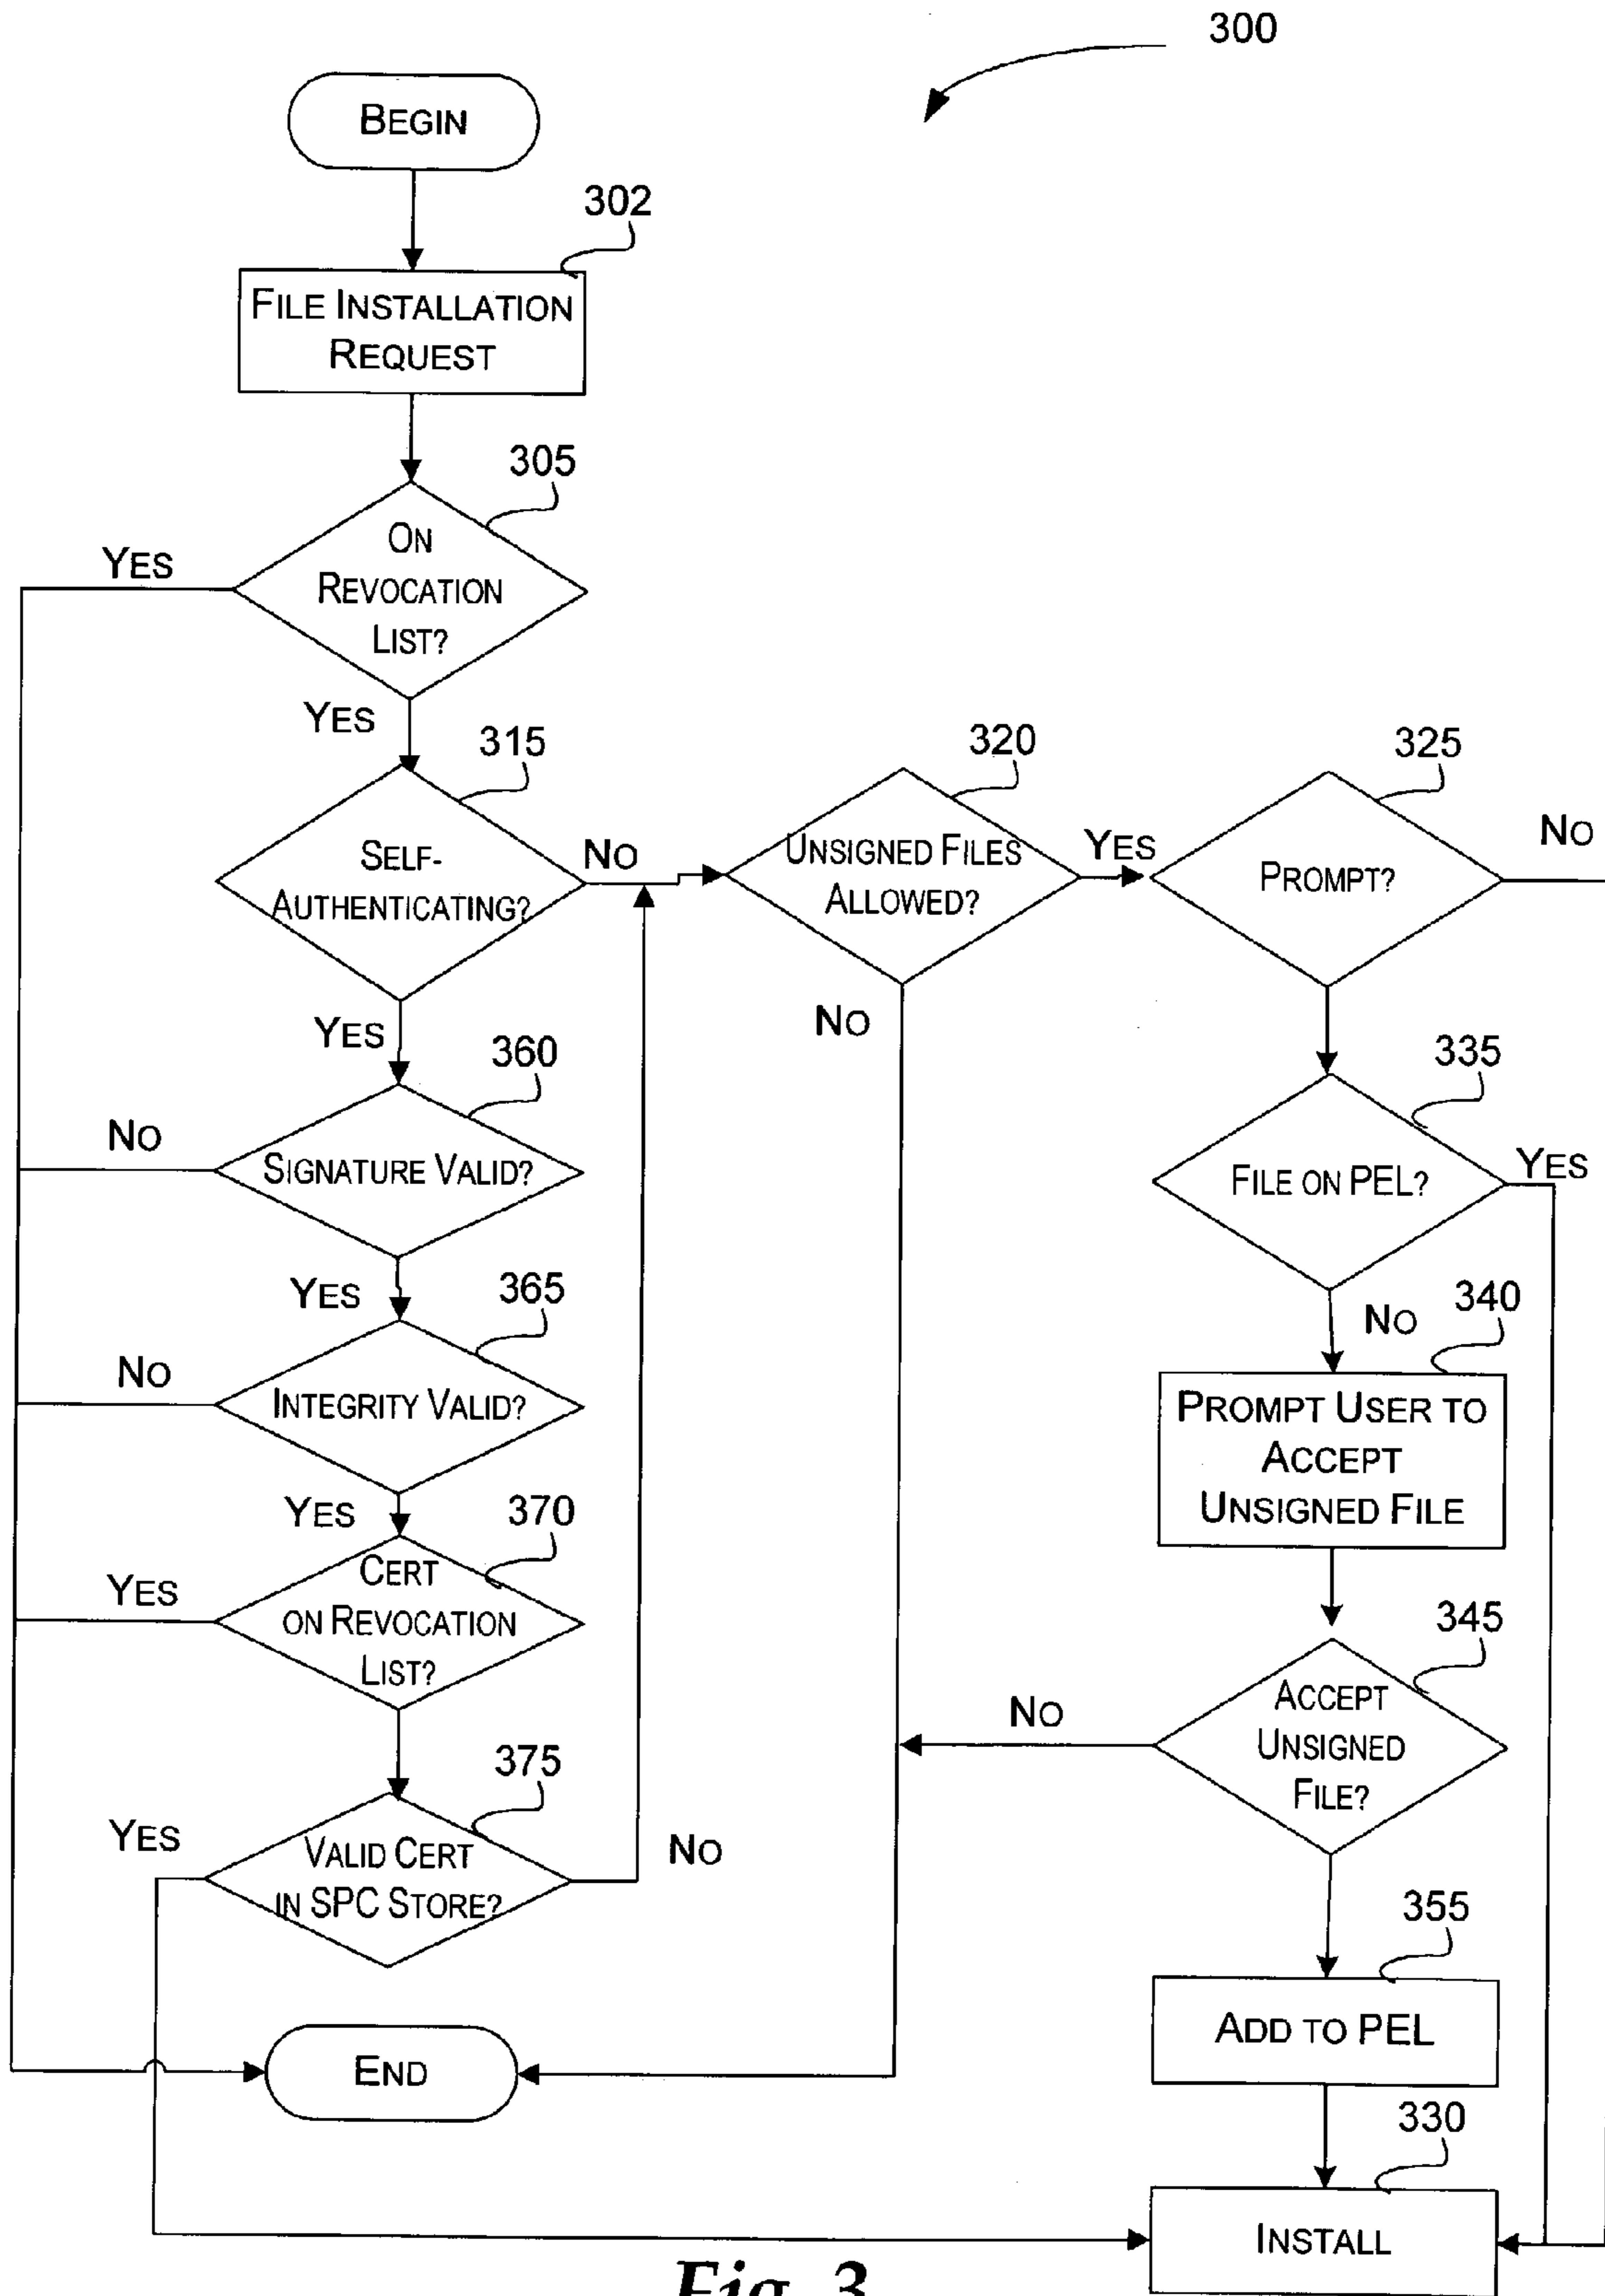 300
BEGIN
302
FILE INSTALLATION
REQUEST
305
ON
REVOCATION
LIST?
YES
YES
315
SELF-
AUTHENTICATING?
NO
320
UNSIGNED FILES
ALLOWED?
YES
NO
325
PROMPT?
NO
YES
360
SIGNATURE VALID?
NO
335
FILE ON PEL?
YES
NO
YES
365
INTEGRITY VALID?
NO
340
PROMPT USER TO
ACCEPT
UNSIGNED FILE
YES
370
CERT
ON REVOCATION
LIST?
YES
345
ACCEPT
UNSIGNED
FILE?
NO
375
VALID CERT
IN SPC STORE?
YES
NO
355
ADD TO PEL
END
330
INSTALL
Fig. 3